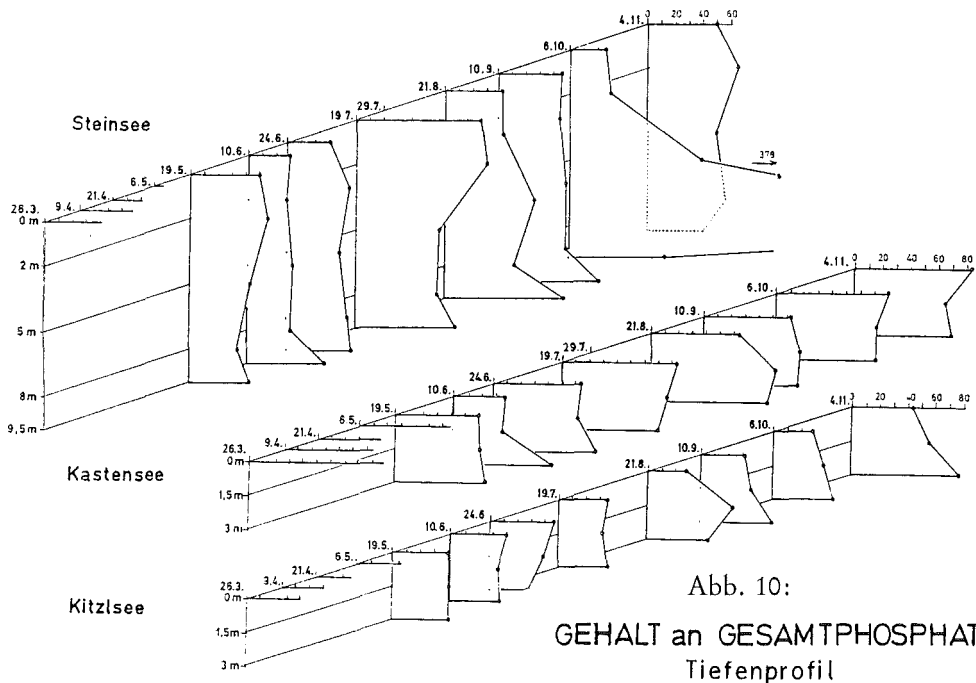 0 20 40 60
4.11.
6.10.
10.9.
21.8.
29.7.
19.7.
24.6.
10.6.
19.5.
6.5.
21.4.
9.4.
26.3.
Steinsee
379
0 m
2 m
5 m
8 m
9,5m
0 20 40 60 80
4.11.
6.10.
10.9.
21.8.
29.7.
19.7.
24.6.
10.6.
19.5.
6.5.
21.4.
9.4.
26.3.
0m
Kastensee
1,5m
3 m
20 40 60 80
4.11.
6.10.
10.9.
21.8.
19.7.
24.6
10.6.
19.5.
6.5.
21.4.
9.4.
26.3.
0m
Kitzlsee
1,5m
3 m
Abb. 10:
GEHALT an GESAMTPHOSPHAT
Tiefenprofil